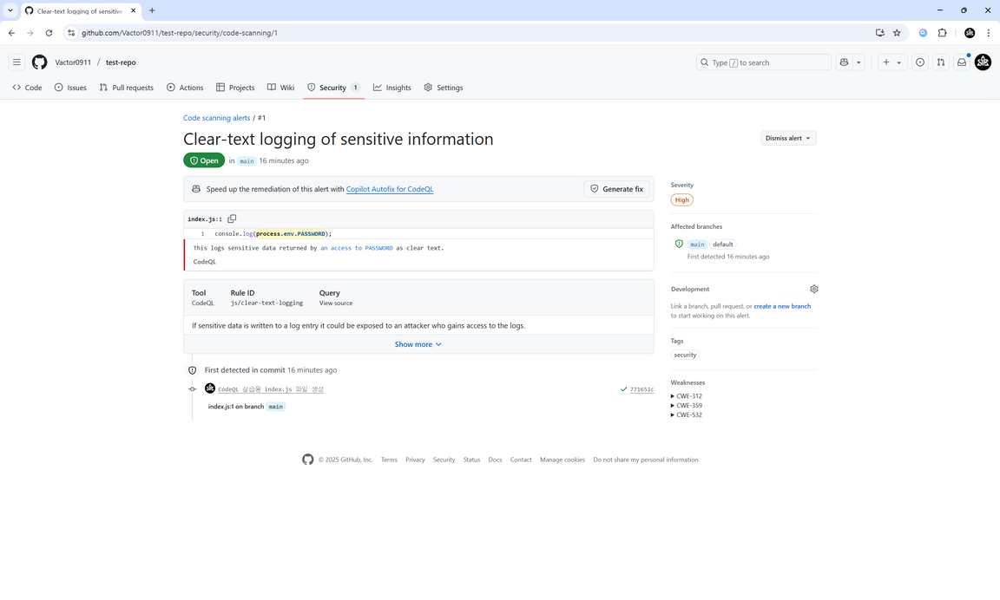 Clear-text logging of sensitive
github.com/Vactor0911/test-repo/security/code-scanning/1
Vactor0911 / test-repo
Type / to search
Code Issues Pull requests Actions Projects Wiki Security 1 Insights Settings
Code scanning alerts / #1
Clear-text logging of sensitive information
Dismiss alert
Open in main 16 minutes ago
Speed up the remediation of this alert with Copilot Autofix for CodeQL
Generate fix
index.js:1
1 console.log(process.env.PASSWORD);
This logs sensitive data returned by an access to PASSWORD as clear text.
CodeQL
Tool Rule ID Query
CodeQL js/clear-text-logging View source
If sensitive data is written to a log entry it could be exposed to an attacker who gains access to the logs.
Show more
First detected in commit 16 minutes ago
CodeQL 실습용 index.js 파일 생성 771651c
index.js:1 on branch main
Severity
High
Affected branches
main default
First detected 16 minutes ago
Development
Link a branch, pull request, or create a new branch
to start working on this alert.
Tags
security
Weaknesses
CWE-312
CWE-359
CWE-532
© 2025 GitHub, Inc. Terms Privacy Security Status Docs Contact Manage cookies Do not share my personal information